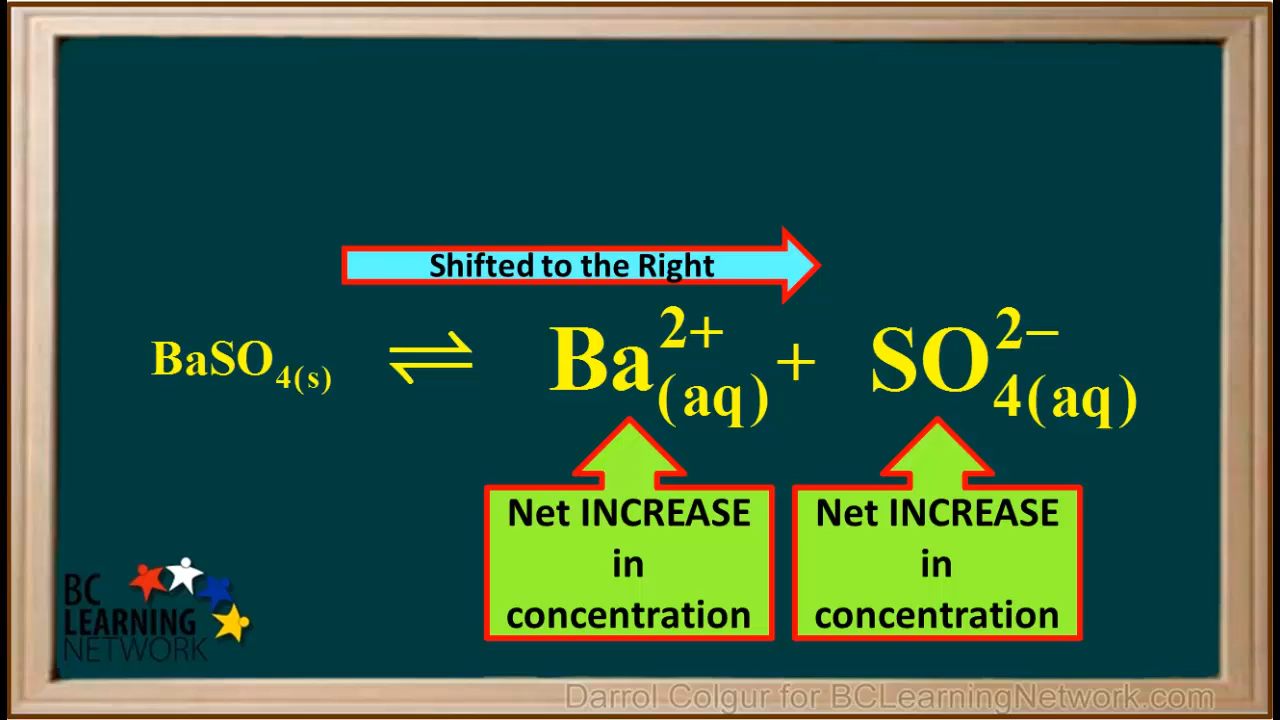 Shifted to the Right
BaSO₄(s) ⇌ Ba²⁺(aq) + SO₄²⁻(aq)
Net INCREASE
in
concentration
Net INCREASE
in
concentration
BC
LEARNING
NETWORK
Darrol Colgur for BCLearningNetwork.com